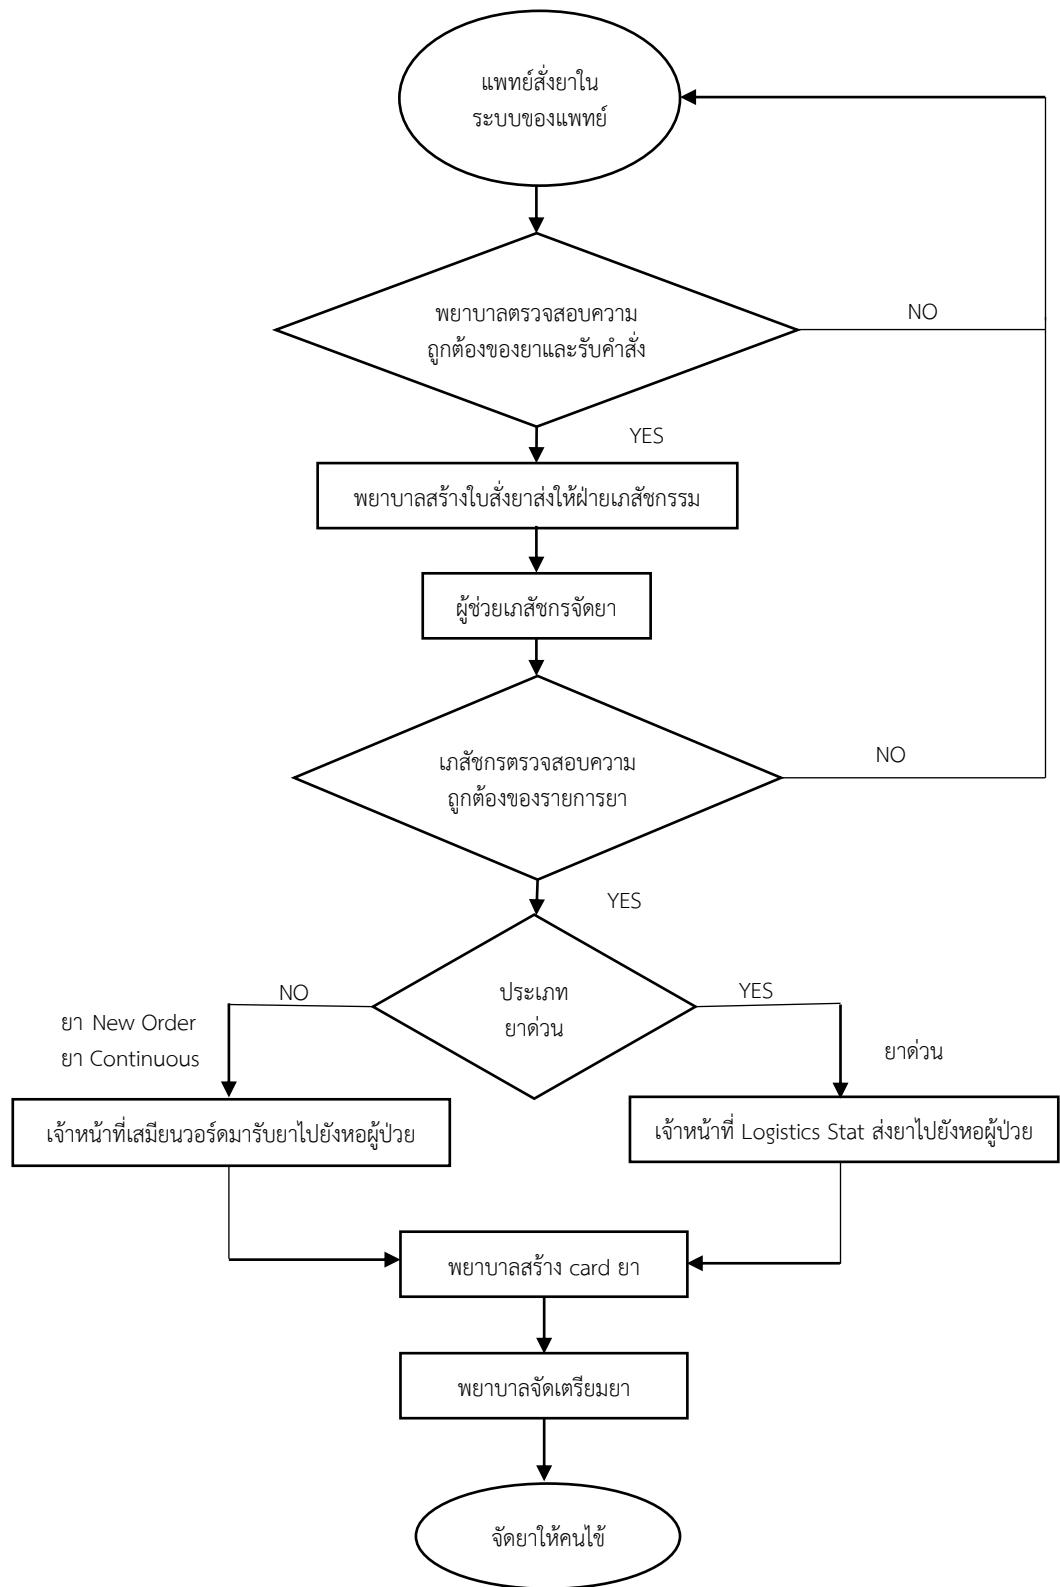 แพทย์สั่งยาใน
ระบบของแพทย์
พยาบาลตรวจสอบความ
ถูกต้องของยาและรับคำสั่ง
NO
YES
พยาบาลสร้างใบสั่งยาส่งให้ฝ่ายเภสัชกรรม
ผู้ช่วยเภสัชกรจัดยา
เภสัชกรตรวจสอบความ
ถูกต้องของรายการยา
NO
YES
ประเภท
ยาด่วน
NO
YES
ยา New Order
ยา Continuous
ยาด่วน
เจ้าหน้าที่เสมียนวอร์ดมารับยาไปยังหอผู้ป่วย
เจ้าหน้าที่ Logistics Stat ส่งยาไปยังหอผู้ป่วย
พยาบาลสร้าง card ยา
พยาบาลจัดเตรียมยา
จัดยาให้คนไข้